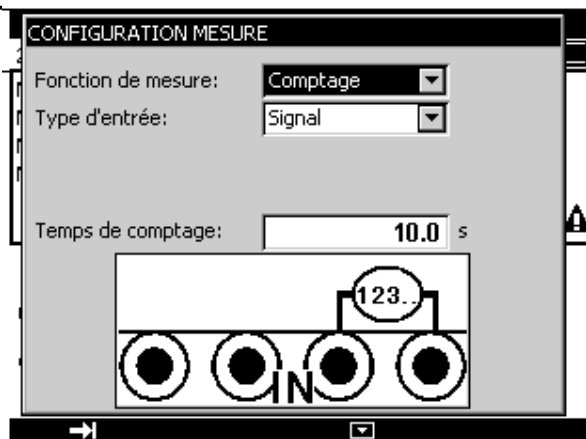 CONFIGURATION MESURE
Fonction de mesure: Comptage
Type d'entrée: Signal
Temps de comptage: 10.0 s
123..
IN